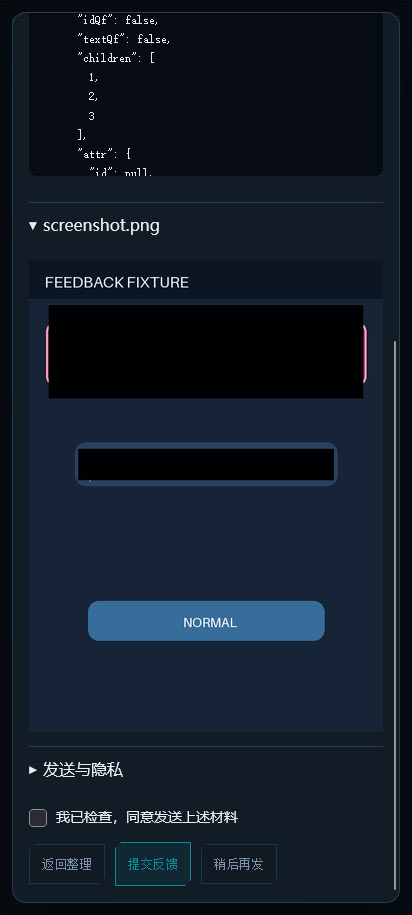 "idQf": false,
"textQf": false,
"children": [
1,
2,
3
],
"attr": {
"id": null,
▾ screenshot.png
FEEDBACK FIXTURE
NORMAL
▸ 发送与隐私
我已检查，同意发送上述材料
返回整理
提交反馈
稍后再发